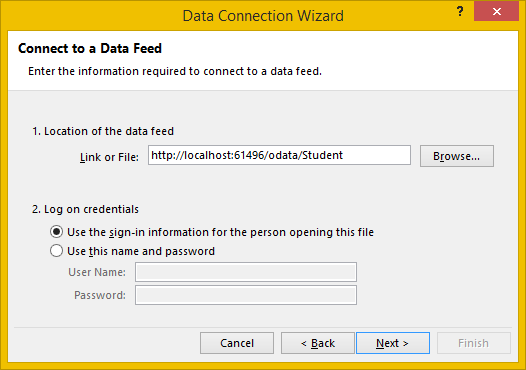 Data Connection Wizard
?
Connect to a Data Feed
Enter the information required to connect to a data feed.
1. Location of the data feed
Link or File: http://localhost:61496/odata/Student Browse...
2. Log on credentials
Use the sign-in information for the person opening this file
Use this name and password
User Name:
Password:
Cancel < Back Next > Finish